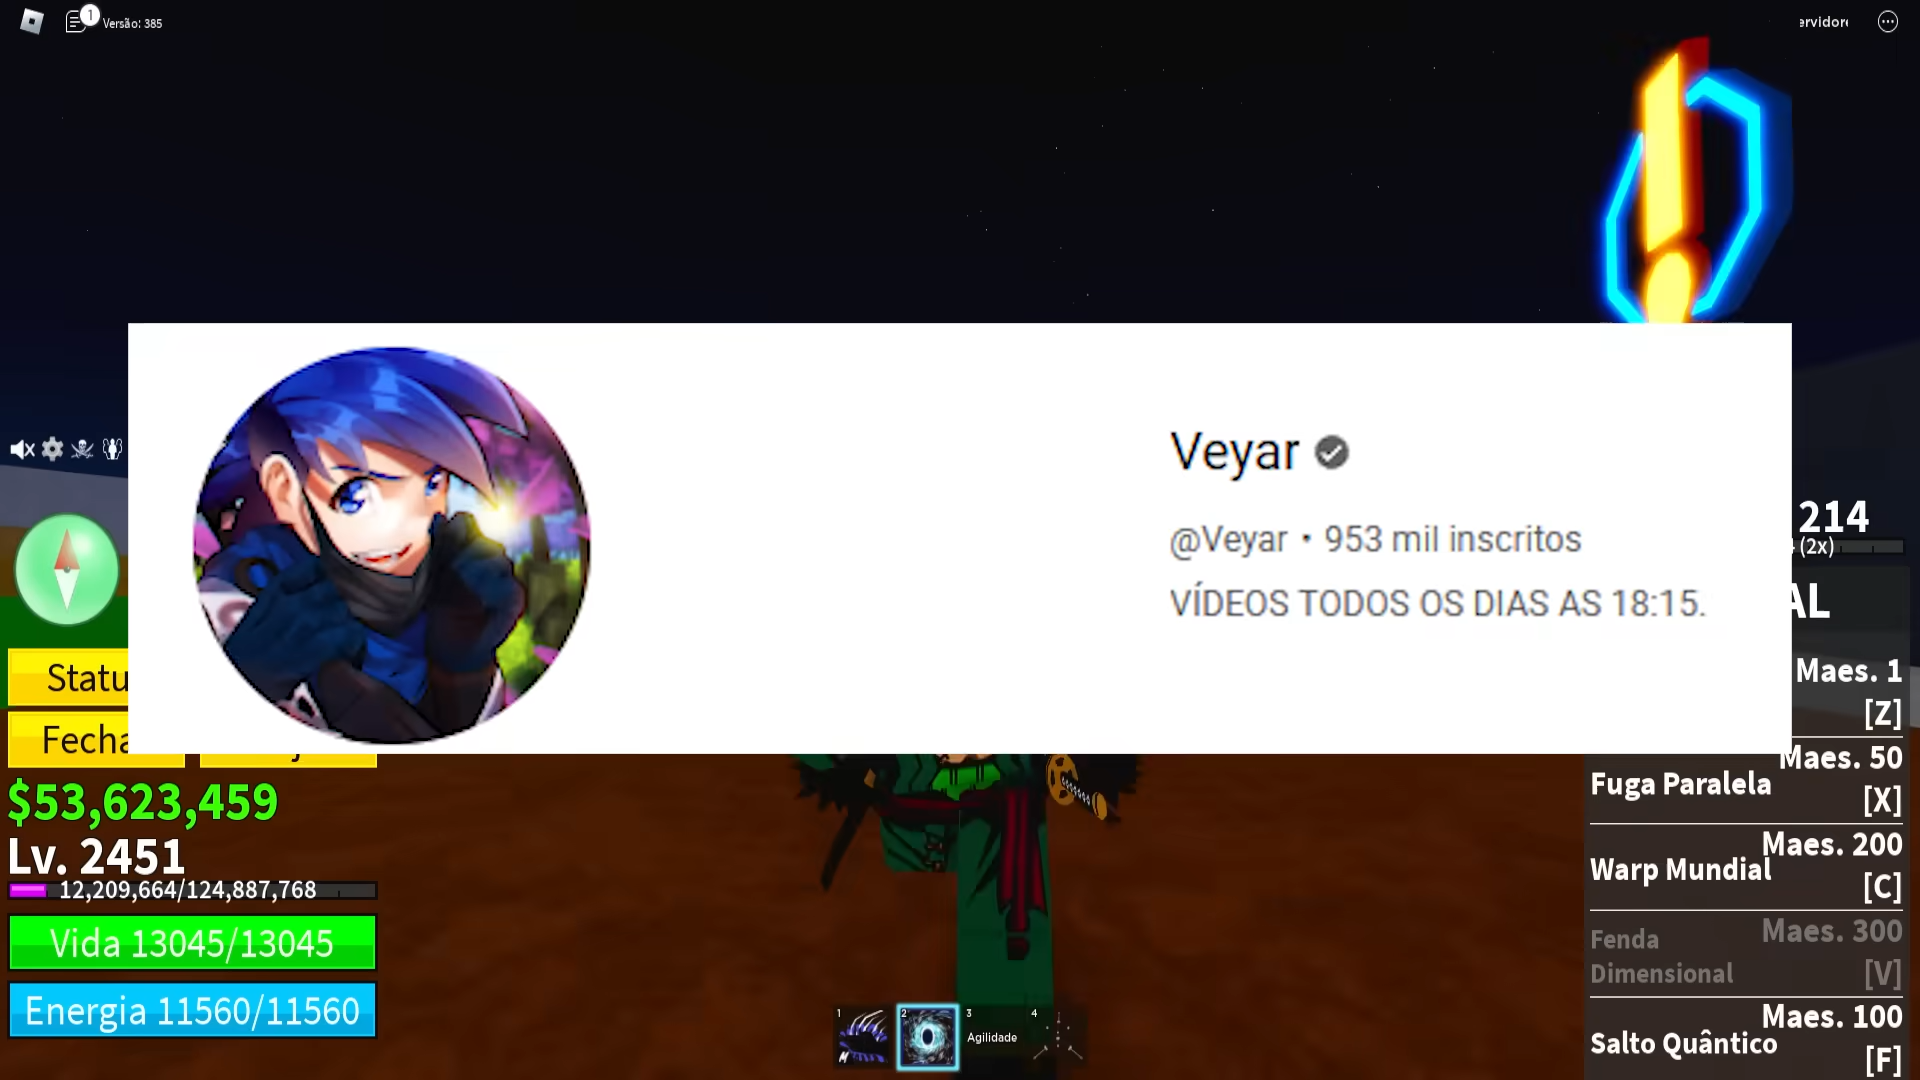 1
Versão: 385
ervidore
Veyar
@Veyar • 953 mil inscritos
VÍDEOS TODOS OS DIAS AS 18:15.
214
(2x)
AL
Maes. 1
[Z]
Maes. 50
Fuga Paralela
[X]
Maes. 200
Warp Mundial
[C]
Maes. 300
Fenda
Dimensional
[V]
Maes. 100
Salto Quântico
[F]
Statu
Fecha
$53,623,459
Lv. 2451
12,209,664/124,887,768
Vida 13045/13045
Energia 11560/11560
1
M
2
3
Agilidade
4